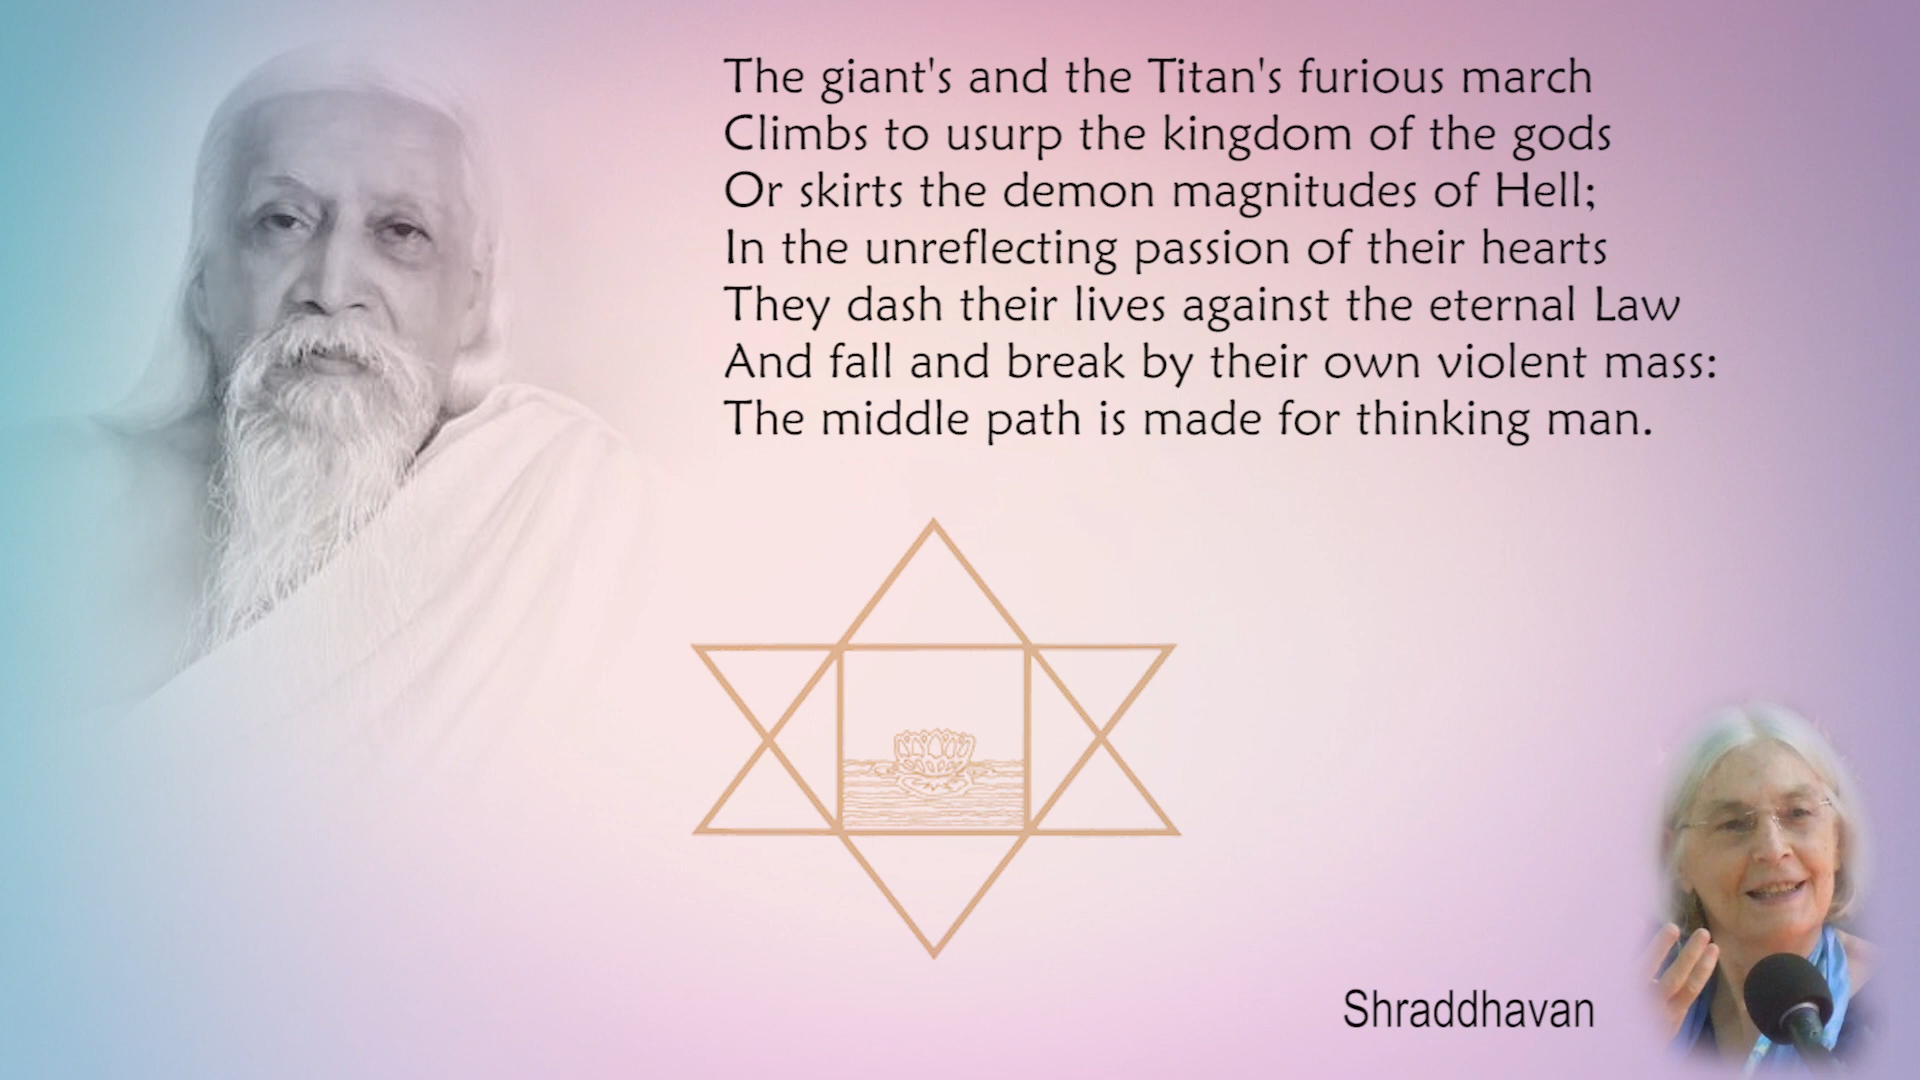 The giant's and the Titan's furious march
Climbs to usurp the kingdom of the gods
Or skirts the demon magnitudes of Hell;
In the unreflecting passion of their hearts
They dash their lives against the eternal Law
And fall and break by their own violent mass:
The middle path is made for thinking man.
Shraddhavan